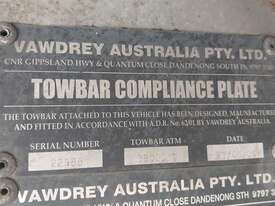 VAWDREY AUSTRALIA PTY. LTD.
CNR GIPPSLAND HWY & QUANTUM CLOSE DANDENONG SOUTH
TOWBAR COMPLIANCE PLATE
THE TOWBAR ATTACHED TO THIS VEHICLE HAS BEEN DESIGNED, MANUFACTURED
AND FITTED IN ACCORDANCE WITH A.D.R. No 62/01 BY VAWDREY AUSTRALIA.
SERIAL NUMBER TOWBAR ATM DATE
VAWDREY AUSTRALIA PTY. LTD.
& QUANTUM CLOSE DANDENONG STH 9797